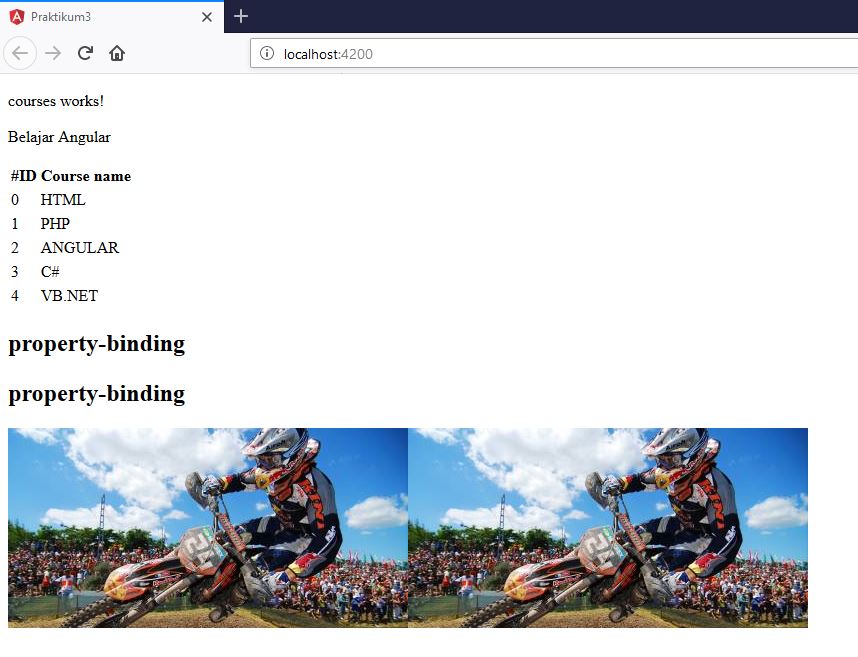 Praktikum3
localhost:4200
courses works!
Belajar Angular
#ID Course name
0 HTML
1 PHP
2 ANGULAR
3 C#
4 VB.NET
property-binding
property-binding